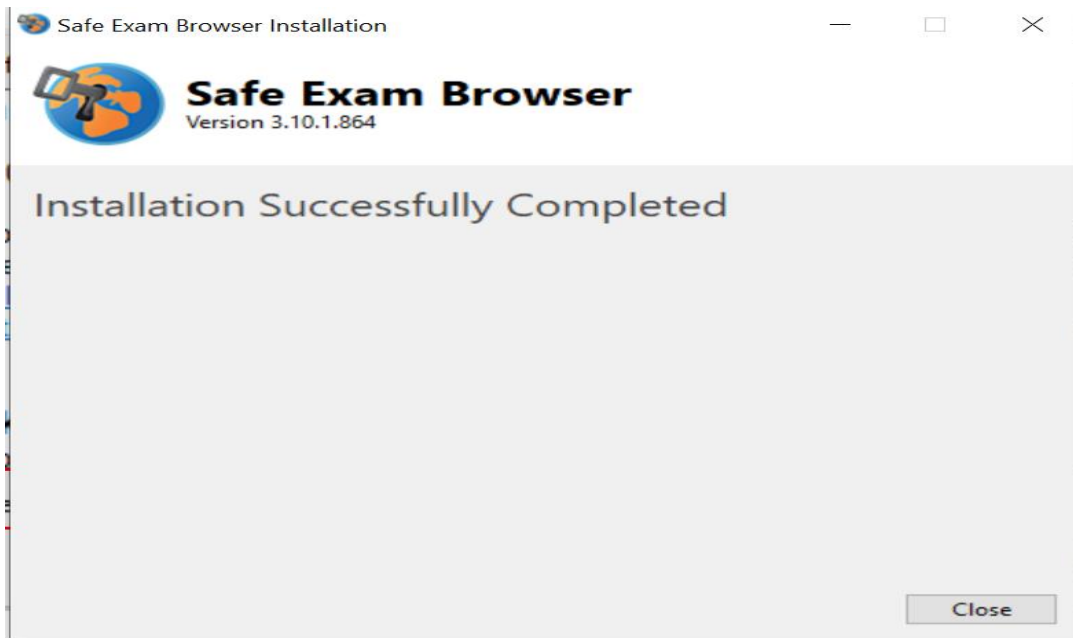 Safe Exam Browser Installation
Safe Exam Browser
Version 3.10.1.864
Installation Successfully Completed
Close